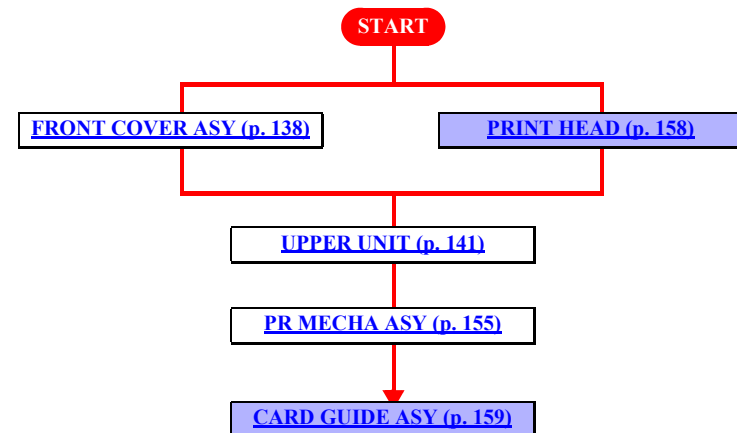 START
FRONT COVER ASY (p. 138)
PRINT HEAD (p. 158)
UPPER UNIT (p. 141)
PR MECHA ASY (p. 155)
CARD GUIDE ASY (p. 159)